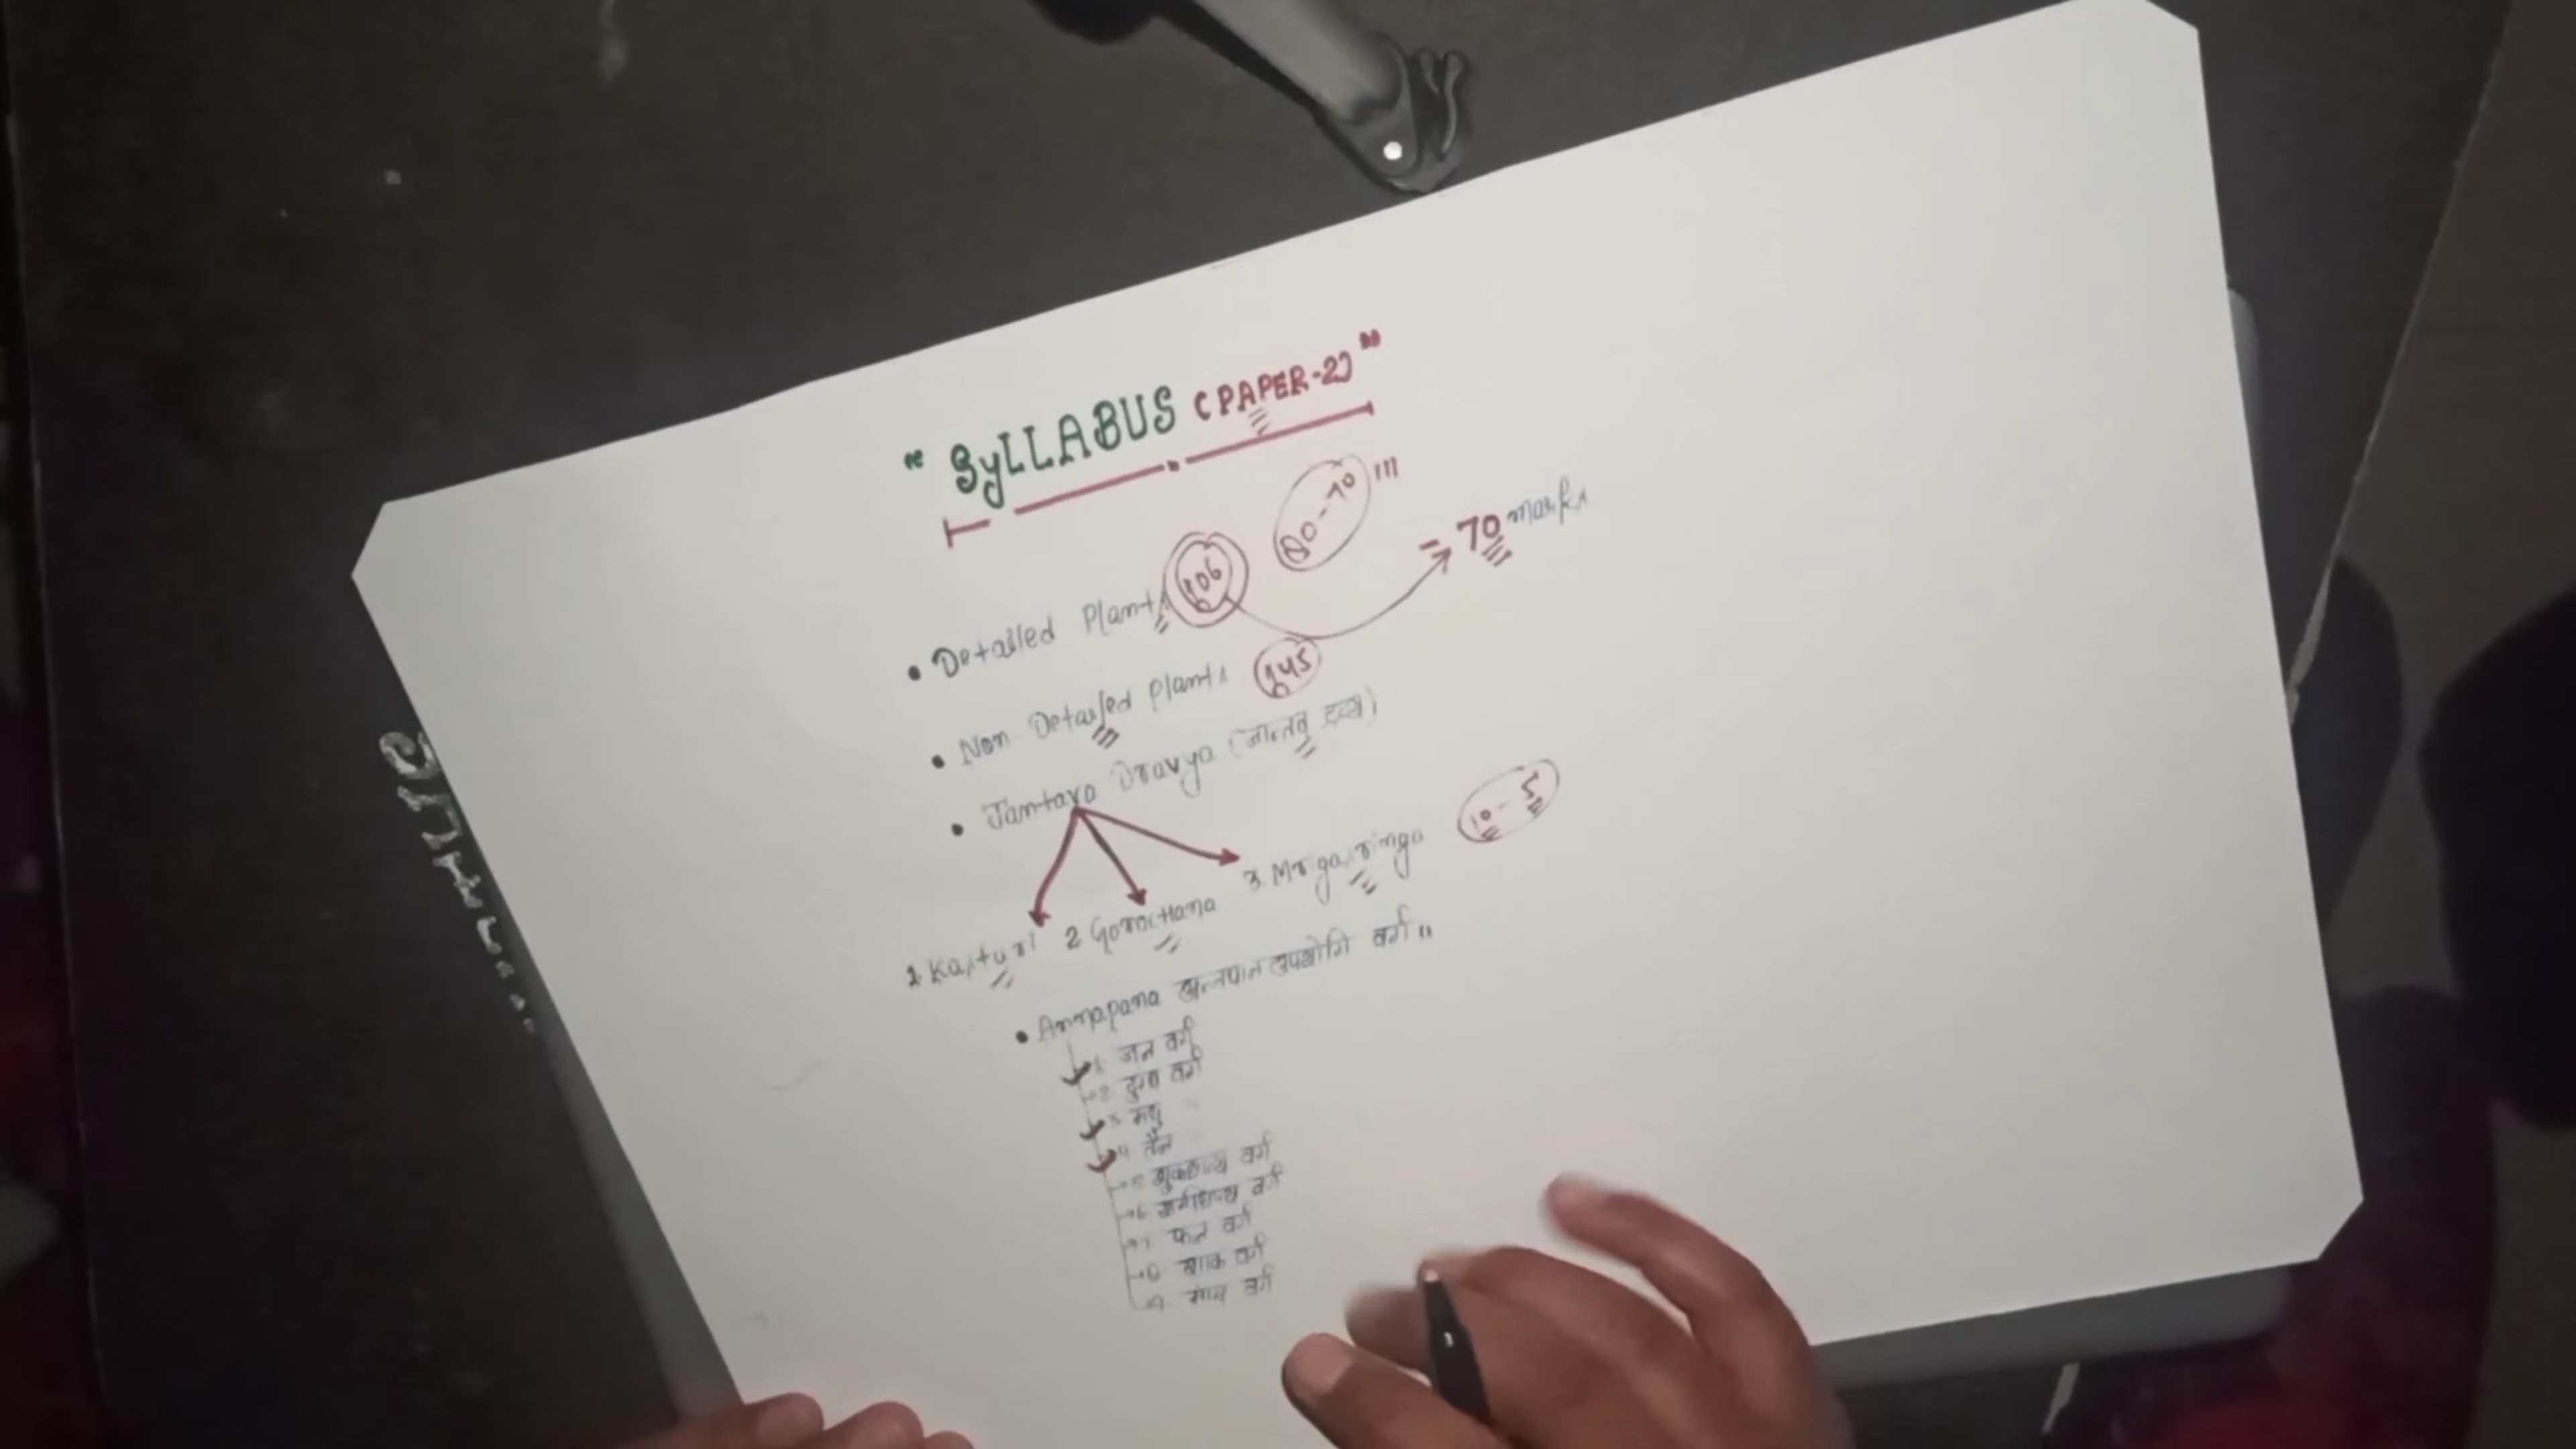 " SyLLABUS (PAPER-2) "
80-70 "'
• Detailed Plants 106 = 70 marks
• Non-Detailed plants 145
• Jantava Dravya (जान्तव द्रव्य)
1. Kasturi 2 Gorochana 3. Mrgasringa 10-5
• Annapana अन्नपान उपयोगि वर्ग "
1. जल वर्ग
2. दुग्ध वर्ग
3 मधु
4 तैल
5 शूकधान्य वर्ग
6 शमीधान्य वर्ग
7 फल वर्ग
8 शाक वर्ग
9. मांस वर्ग